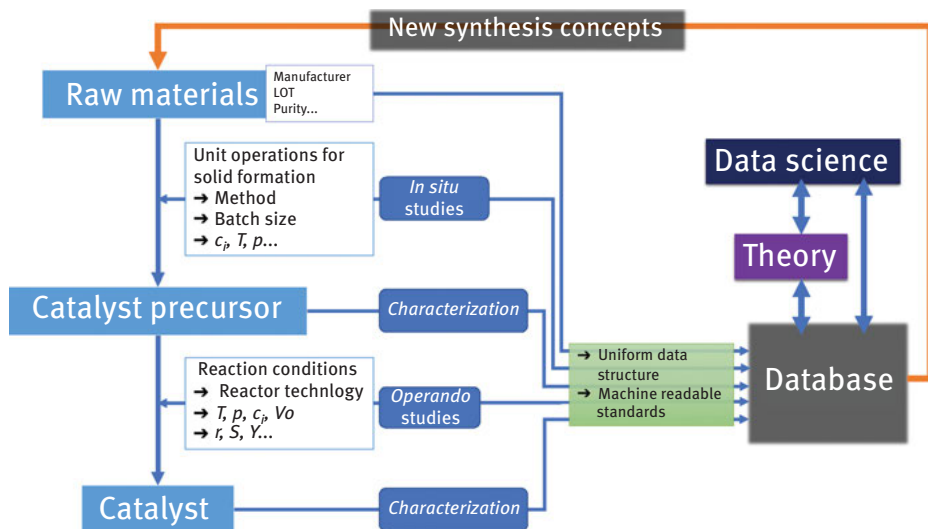 New synthesis concepts
Raw materials
Manufacturer
LOT
Purity...
Unit operations for
solid formation
➔ Method
➔ Batch size
➔ cᵢ, T, p...
In situ
studies
Data science
Theory
Catalyst precursor
Characterization
➔ Uniform data
structure
➔ Machine readable
standards
Database
Reaction conditions
➔ Reactor technlogy
➔ T, p, cᵢ, Vo
➔ r, S, Y...
Operando
studies
Catalyst
Characterization